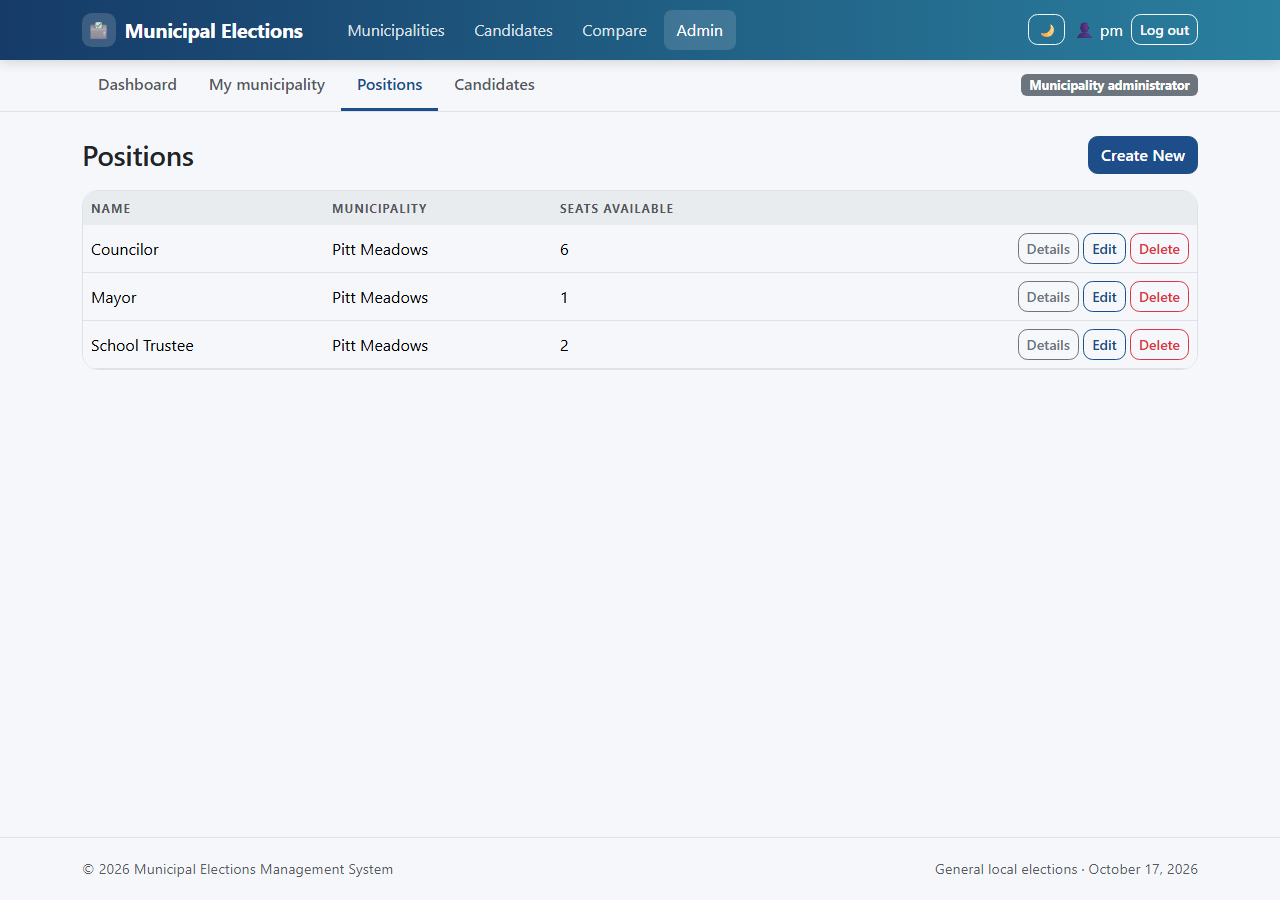 Municipal Elections Municipalities Candidates Compare Admin pm Log out
Dashboard My municipality Positions Candidates Municipality administrator
Positions Create New
NAME MUNICIPALITY SEATS AVAILABLE
Councilor Pitt Meadows 6 Details Edit Delete
Mayor Pitt Meadows 1 Details Edit Delete
School Trustee Pitt Meadows 2 Details Edit Delete
© 2026 Municipal Elections Management System General local elections · October 17, 2026